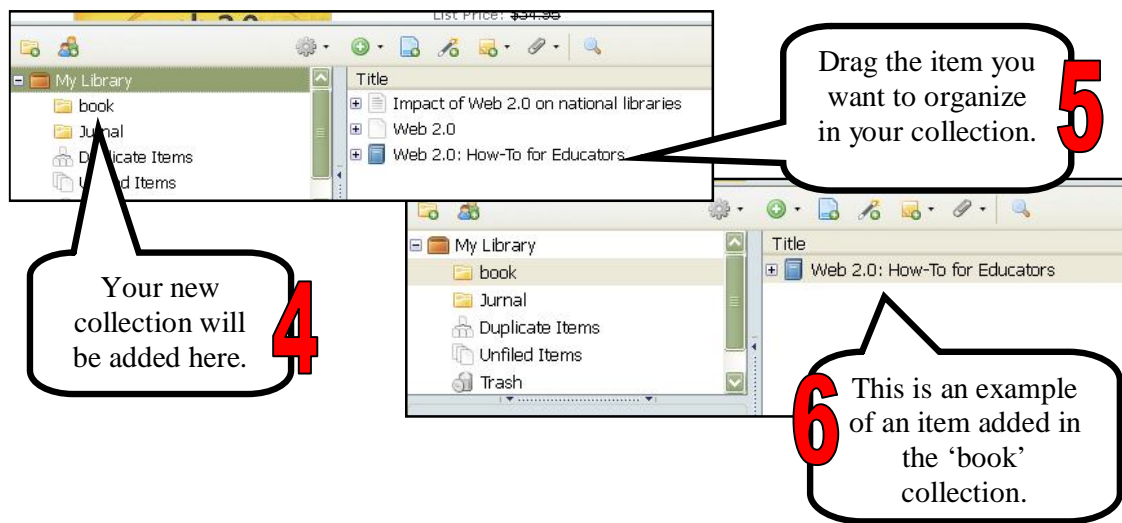 List Price: $34.95
My Library
book
Jurnal
Items
Items
Title
Impact of Web 2.0 on national libraries
Web 2.0
Web 2.0: How-To for Educators
Drag the item you
want to organize
in your collection.
5
Your new
collection will
be added here.
4
My Library
book
Jurnal
Duplicate Items
Unfiled Items
Trash
Title
Web 2.0: How-To for Educators
6
This is an example
of an item added in
the ‘book’
collection.